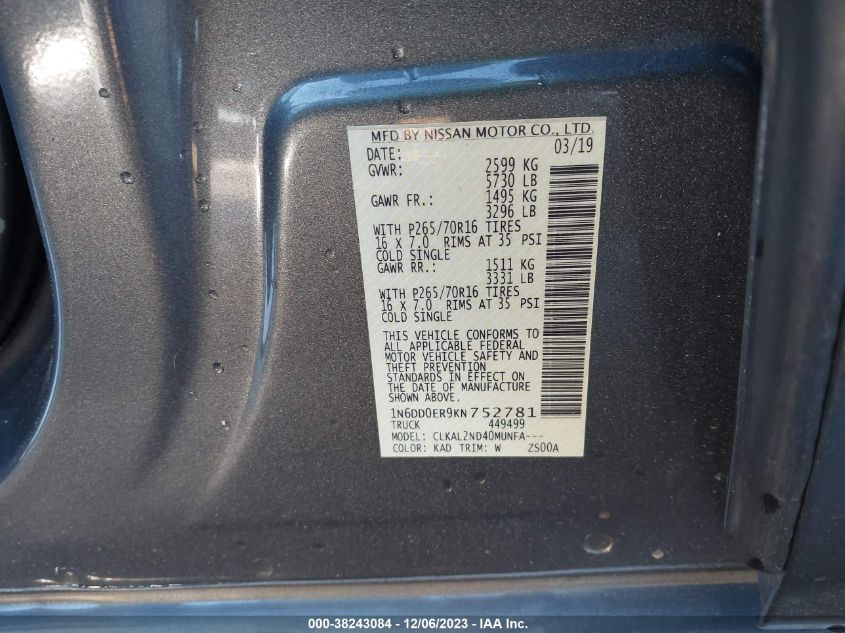 MFD BY NISSAN MOTOR CO., LTD.
DATE: 03/19
GVWR: 2599 KG
5730 LB
GAWR FR.: 1495 KG
3296 LB
WITH P265/70R16 TIRES
16 X 7.0 RIMS AT 35 PSI
COLD SINGLE
GAWR RR.: 1511 KG
3331 LB
WITH P265/70R16 TIRES
16 X 7.0 RIMS AT 35 PSI
COLD SINGLE
THIS VEHICLE CONFORMS TO
ALL APPLICABLE FEDERAL
MOTOR VEHICLE SAFETY AND
THEFT PREVENTION
STANDARDS IN EFFECT ON
THE DATE OF MANUFACTURE
SHOWN ABOVE.
1N6DD0ER9KN752781
TRUCK 449499
MODEL: CLKAL2ND40MUNFA---
COLOR: KAD TRIM: W ZS00A
000-38243084 - 12/06/2023 - IAA Inc.